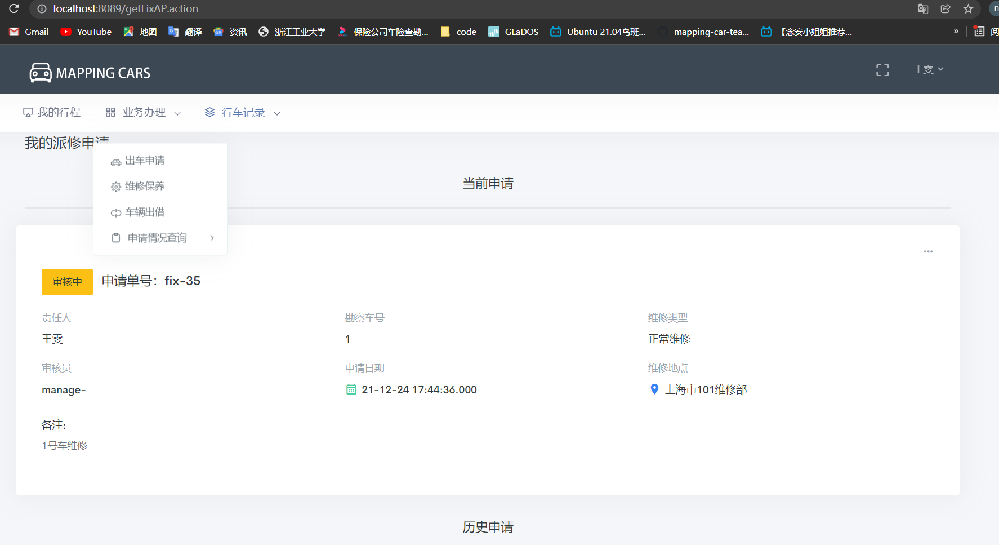 localhost:8089/getFixAP.action
Gmail YouTube 地图 翻译 资讯 浙江工业大学 保险公司车险查勘... code GLaDOS Ubuntu 21.04乌班... mapping-car-tea... 【念安小姐姐推荐... »
MAPPING CARS 王雯
我的行程 业务办理 行车记录
我的派修申请
出车申请
维修保养
车辆出借
申请情况查询
当前申请
审核中 申请单号：fix-35
责任人 勘察车号 维修类型
王雯 1 正常维修
审核员 申请日期 维修地点
manage- 21-12-24 17:44:36.000 上海市101维修部
备注:
1号车维修
历史申请